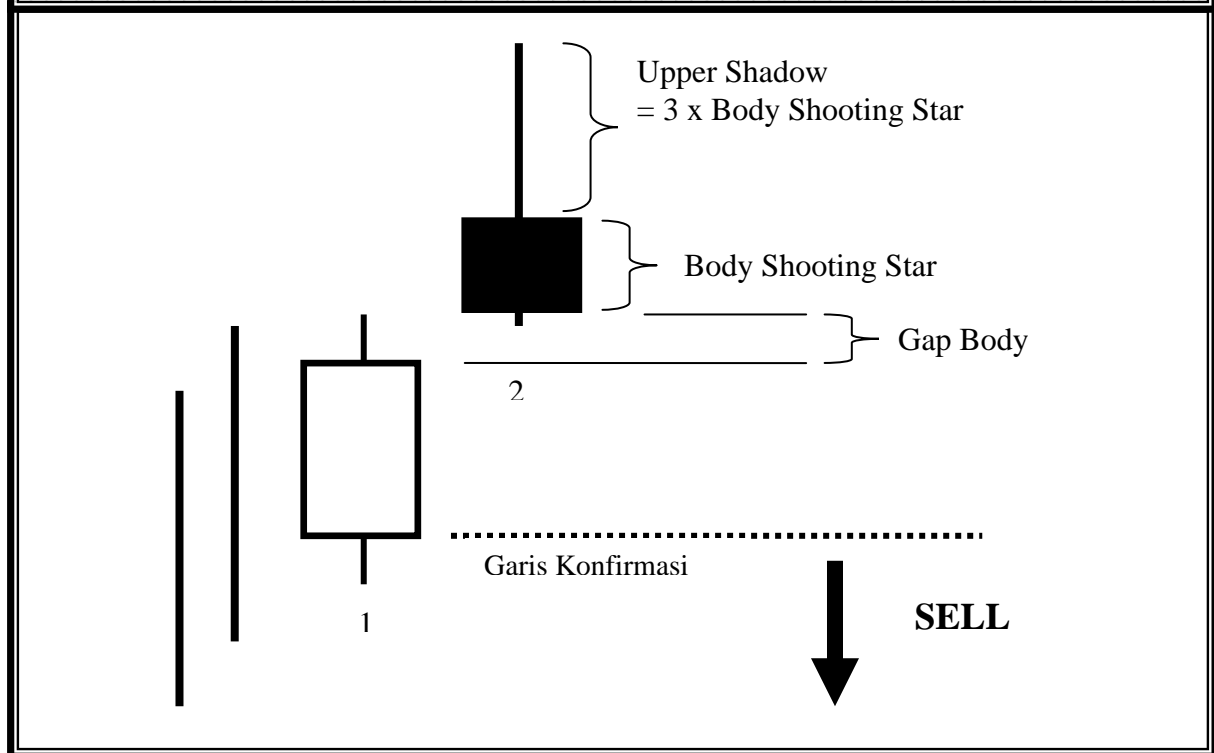 Upper Shadow
= 3 x Body Shooting Star
Body Shooting Star
Gap Body
2
Garis Konfirmasi
1
SELL